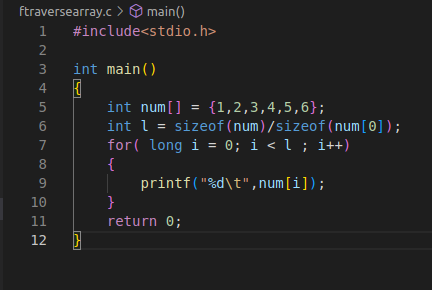 ftraversearray.c > main()
1 #include<stdio.h>
2
3 int main()
4 {
5     int num[] = {1,2,3,4,5,6};
6     int l = sizeof(num)/sizeof(num[0]);
7     for( long i = 0; i < l ; i++)
8     {
9         printf("%d\t",num[i]);
10     }
11     return 0;
12 }